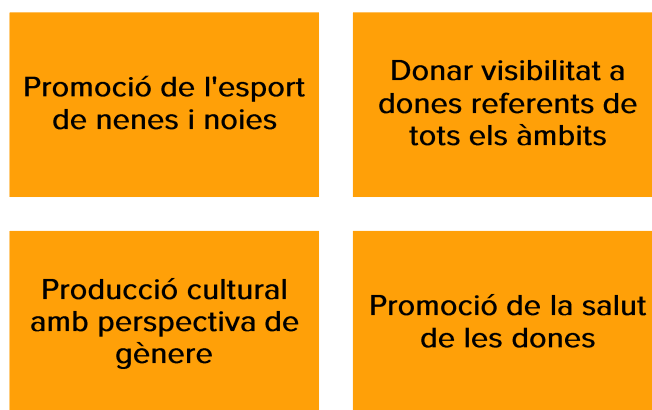 Promoció de l'esport
de nenes i noies
Donar visibilitat a
dones referents de
tots els àmbits
Producció cultural
amb perspectiva de
gènere
Promoció de la salut
de les dones